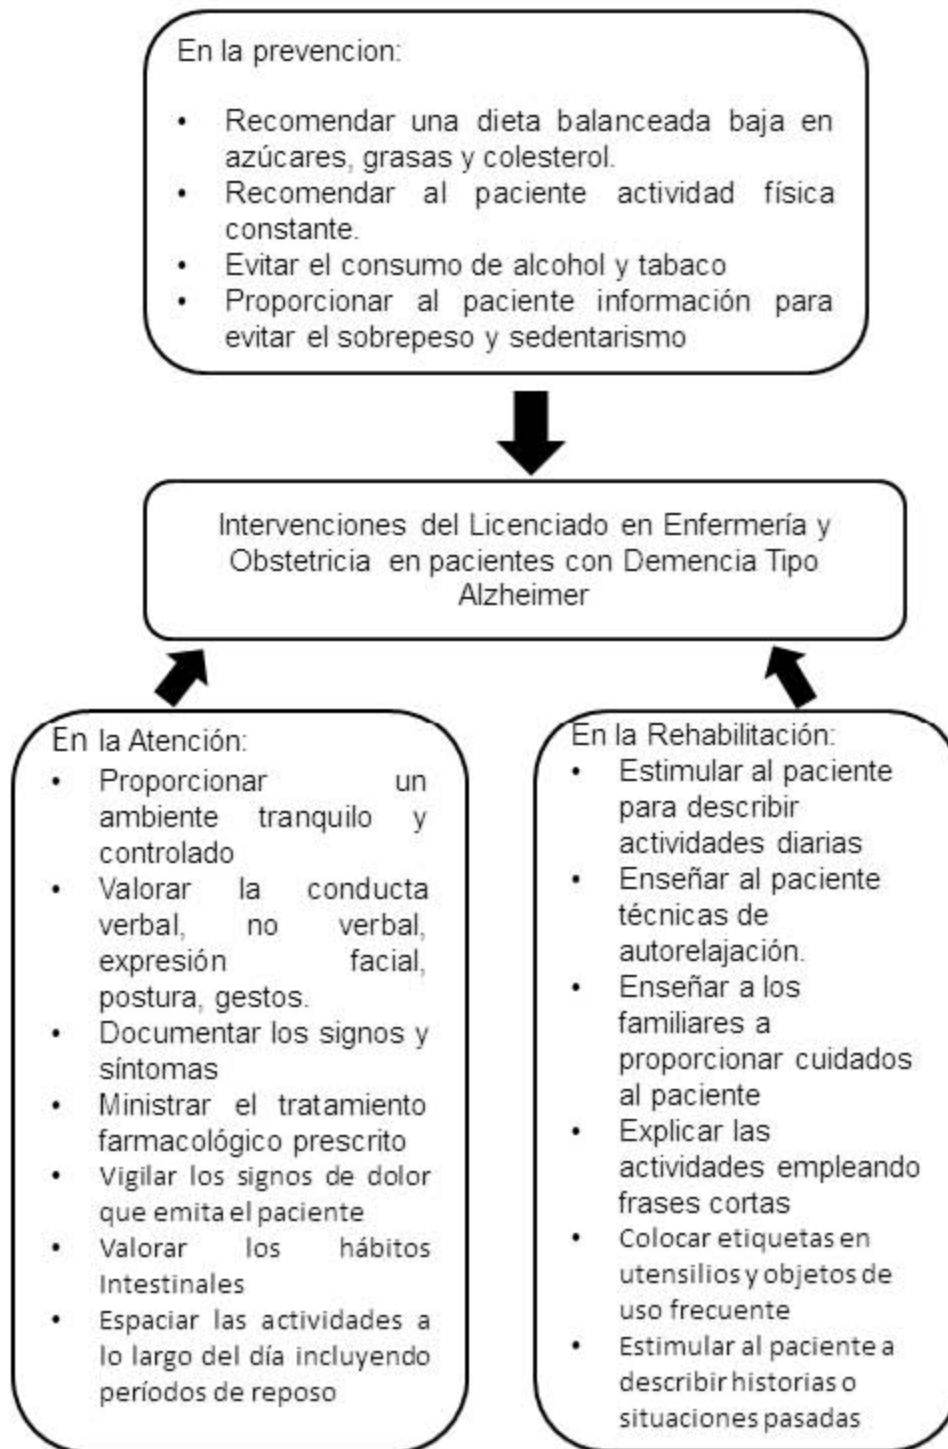 En la prevencion:
• Recomendar una dieta balanceada baja en
azúcares, grasas y colesterol.
• Recomendar al paciente actividad física
constante.
• Evitar el consumo de alcohol y tabaco
• Proporcionar al paciente información para
evitar el sobrepeso y sedentarismo
Intervenciones del Licenciado en Enfermería y
Obstetricia en pacientes con Demencia Tipo
Alzheimer
En la Atención:
• Proporcionar un
ambiente tranquilo y
controlado
• Valorar la conducta
verbal, no verbal,
expresión facial,
postura, gestos.
• Documentar los signos y
síntomas
• Ministrar el tratamiento
farmacológico prescrito
• Vigilar los signos de dolor
que emita el paciente
• Valorar los hábitos
Intestinales
• Espaciar las actividades a
lo largo del día incluyendo
períodos de reposo
En la Rehabilitación:
• Estimular al paciente
para describir
actividades diarias
• Enseñar al paciente
técnicas de
autorelajación.
• Enseñar a los
familiares a
proporcionar cuidados
al paciente
• Explicar las
actividades empleando
frases cortas
• Colocar etiquetas en
utensilios y objetos de
uso frecuente
• Estimular al paciente a
describir historias o
situaciones pasadas